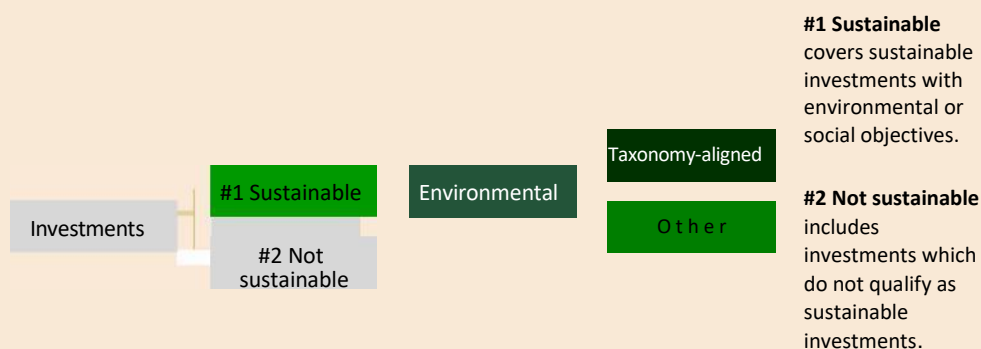 Investments
#1 Sustainable
#2 Not
sustainable
Environmental
Taxonomy-aligned
Other
#1 Sustainable
covers sustainable
investments with
environmental or
social objectives.
#2 Not sustainable
includes
investments which
do not qualify as
sustainable
investments.